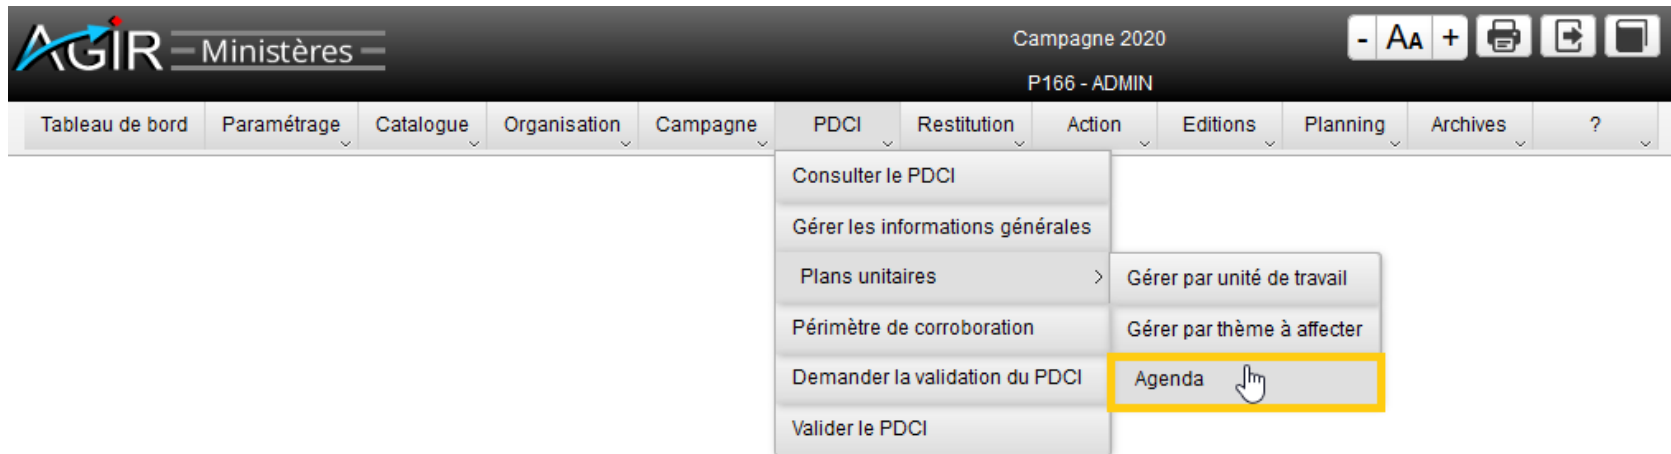 AGIR Ministères
Campagne 2020
P166 - ADMIN
- AA +
Tableau de bord Paramétrage Catalogue Organisation Campagne PDCI Restitution Action Editions Planning Archives ?
Consulter le PDCI
Gérer les informations générales
Plans unitaires >
Gérer par unité de travail
Périmètre de corroboration
Gérer par thème à affecter
Demander la validation du PDCI
Agenda
Valider le PDCI